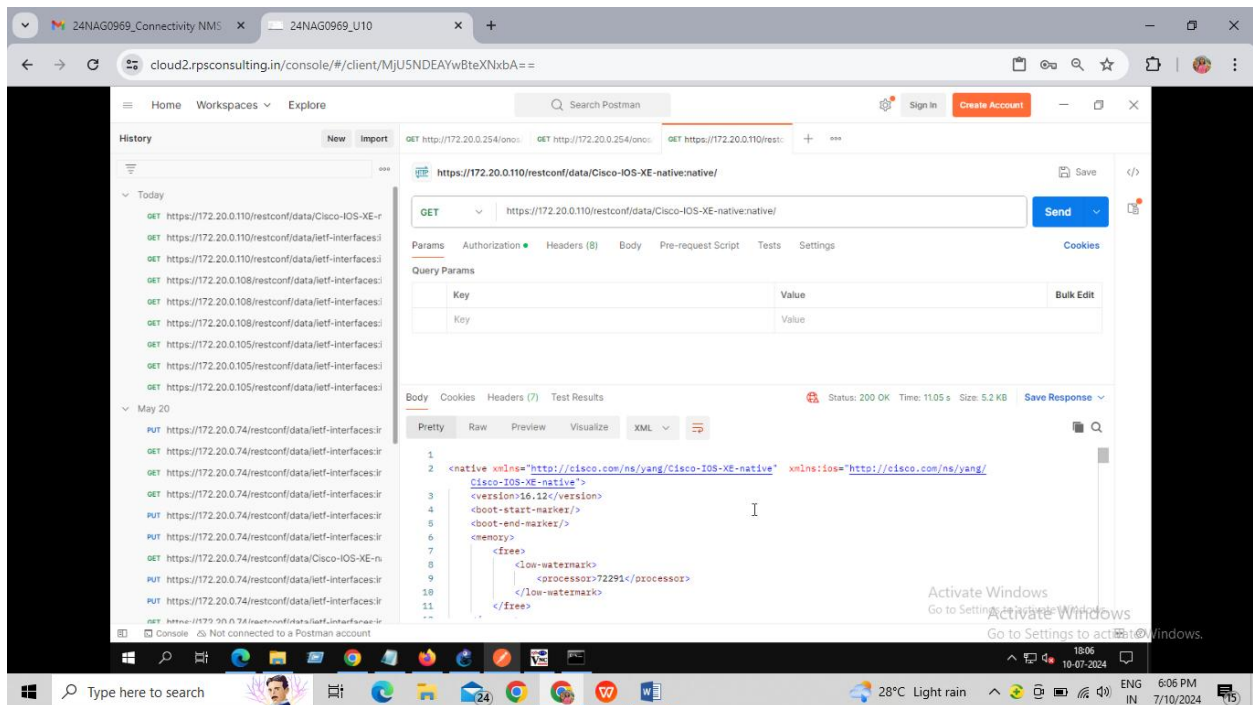 24NAG0969_Connectivity NMS
24NAG0969_U10
cloud2.rpsconsulting.in/console/#/client/MjU5NDEAYwBteXNxbA==
Home Workspaces Explore
Search Postman
Sign In Create Account
History New Import
GET http://172.20.0.254/onos/ GET http://172.20.0.254/onos. GET https://172.20.0.110/restc
https://172.20.0.110/restconf/data/Cisco-IOS-XE-native:native/
Save
Today
GET https://172.20.0.110/restconf/data/Cisco-IOS-XE-r
GET https://172.20.0.110/restconf/data/ietf-interfaces:i
GET https://172.20.0.110/restconf/data/ietf-interfaces:i
GET https://172.20.0.108/restconf/data/ietf-interfaces:i
GET https://172.20.0.108/restconf/data/ietf-interfaces:i
GET https://172.20.0.108/restconf/data/ietf-interfaces:i
GET https://172.20.0.105/restconf/data/ietf-interfaces:i
GET https://172.20.0.105/restconf/data/ietf-interfaces:i
GET https://172.20.0.105/restconf/data/ietf-interfaces:i
May 20
PUT https://172.20.0.74/restconf/data/ietf-interfaces:ir
GET https://172.20.0.74/restconf/data/ietf-interfaces:ir
GET https://172.20.0.74/restconf/data/ietf-interfaces:ir
GET https://172.20.0.74/restconf/data/ietf-interfaces:ir
PUT https://172.20.0.74/restconf/data/ietf-interfaces:ir
PUT https://172.20.0.74/restconf/data/ietf-interfaces:ir
GET https://172.20.0.74/restconf/data/Cisco-IOS-XE-n
PUT https://172.20.0.74/restconf/data/ietf-interfaces:ir
PUT https://172.20.0.74/restconf/data/ietf-interfaces:ir
GET https://172.20.0.74/restconf/data/ietf-interfaces:ir
GET https://172.20.0.110/restconf/data/Cisco-IOS-XE-native:native/
Send
Params Authorization Headers (8) Body Pre-request Script Tests Settings
Cookies
Query Params
Key Value Bulk Edit
Key Value
Body Cookies Headers (7) Test Results
Status: 200 OK Time: 11.05 s Size: 5.2 KB Save Response
Pretty Raw Preview Visualize XML
1
2 <native xmlns="http://cisco.com/ns/yang/Cisco-IOS-XE-native" xmlns:ios="http://cisco.com/ns/yang/
Cisco-IOS-XE-native">
3 <version>16.12</version>
4 <boot-start-marker/>
5 <boot-end-marker/>
6 <memory>
7 <free>
8 <low-watermark>
9 <processor>72291</processor>
10 </low-watermark>
11 </free>
Activate Windows
Activate Windows
Go to Settings to activate Windows.
Console Not connected to a Postman account
18:06
10-07-2024
Type here to search
24
28°C Light rain
ENG
IN
6:06 PM
7/10/2024
15